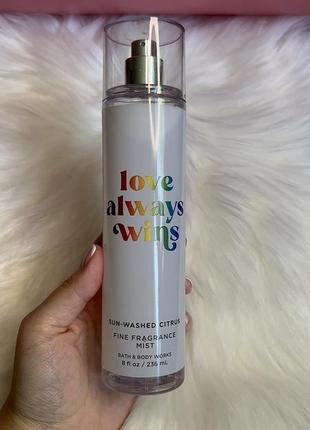 love
always
wins
SUN-WASHED CITRUS
FINE FRAGRANCE
MIST
BATH & BODY WORKS
8 fl oz / 236 mL